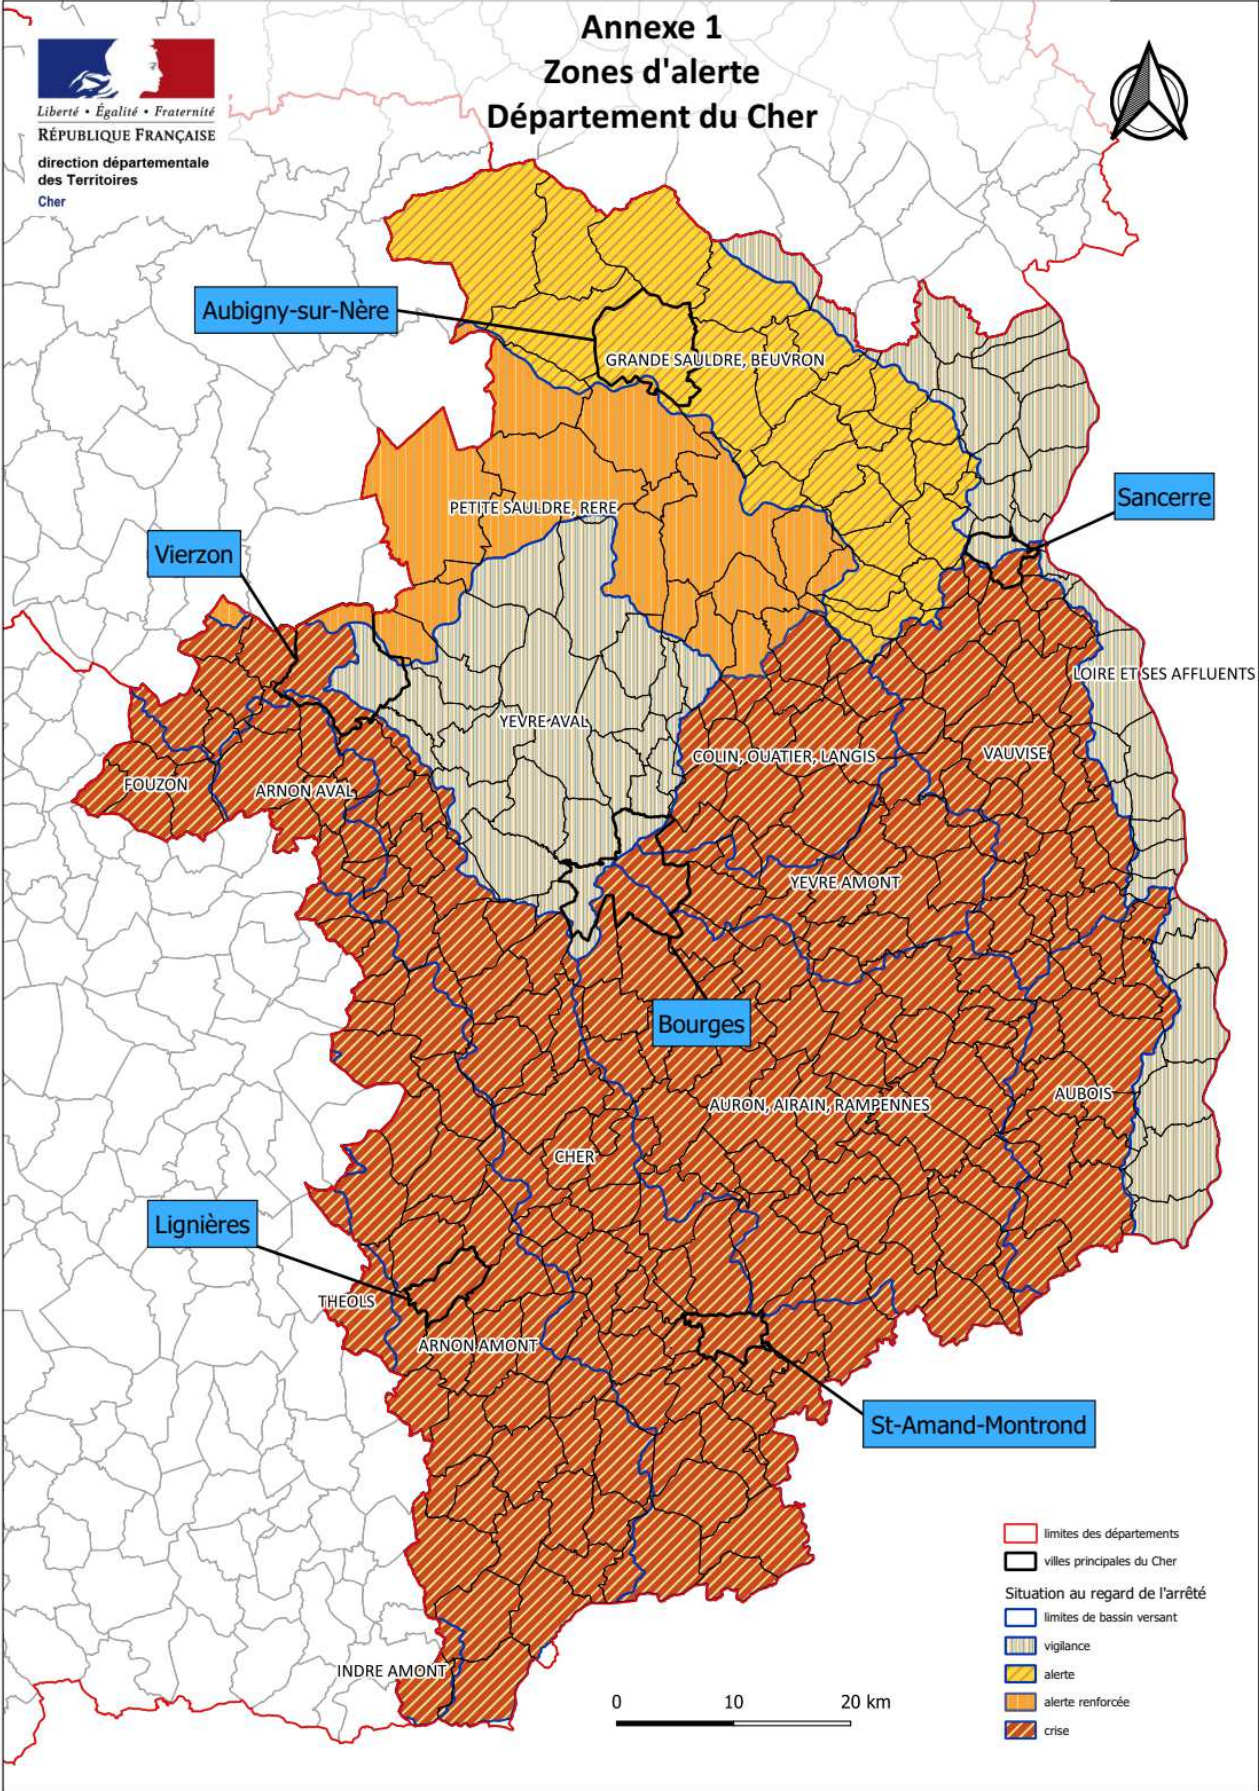 Annexe 1
Zones d'alerte
Département du Cher
Liberté • Égalité • Fraternité
RÉPUBLIQUE FRANÇAISE
direction départementale
des Territoires
Cher
Aubigny-sur-Nère
GRANDE SAULDRE, BEUVRON
Sancerre
PETITE SAULDRE, RERE
Vierzon
LOIRE ET SES AFFLUENTS
YEVRE AVAL
COLIN, OUATIER, LANGIS
VAUVISE
FOUZON
ARNON AVAL
YEVRE AMONT
Bourges
AUBOIS
AURON, AIRAIN, RAMPENNES
CHER
Lignières
THEOLS
ARNON AMONT
St-Amand-Montrond
limites des départements
villes principales du Cher
Situation au regard de l'arrêté
limites de bassin versant
vigilance
alerte
alerte renforcée
crise
INDRE AMONT
0 10 20 km